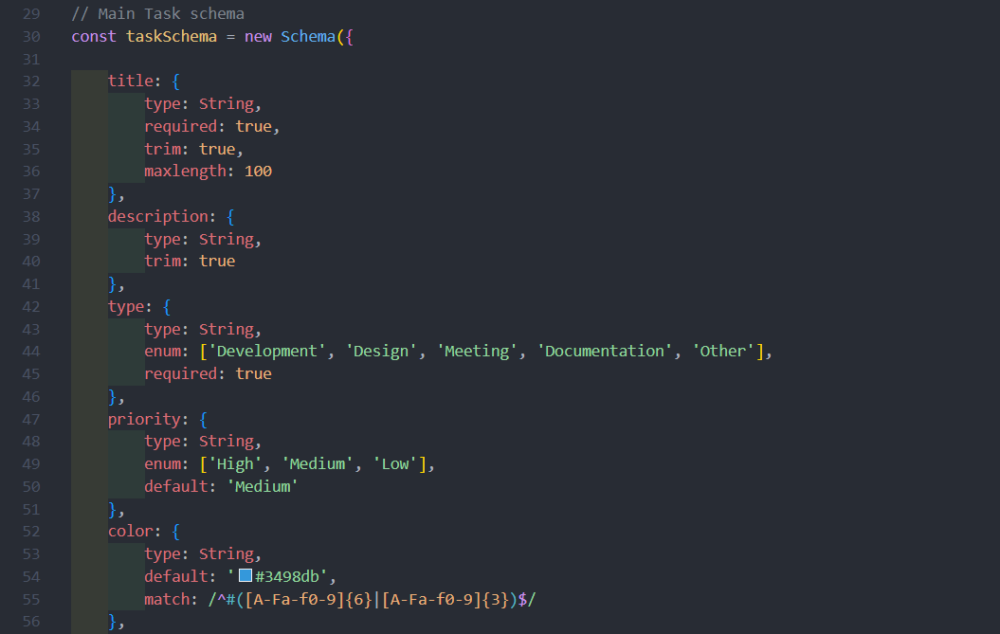 29 // Main Task schema
30 const taskSchema = new Schema({
31
32     title: {
33         type: String,
34         required: true,
35         trim: true,
36         maxlength: 100
37     },
38     description: {
39         type: String,
40         trim: true
41     },
42     type: {
43         type: String,
44         enum: ['Development', 'Design', 'Meeting', 'Documentation', 'Other'],
45         required: true
46     },
47     priority: {
48         type: String,
49         enum: ['High', 'Medium', 'Low'],
50         default: 'Medium'
51     },
52     color: {
53         type: String,
54         default: '#3498db',
55         match: /^#([A-Fa-f0-9]{6}|[A-Fa-f0-9]{3})$/
56     },